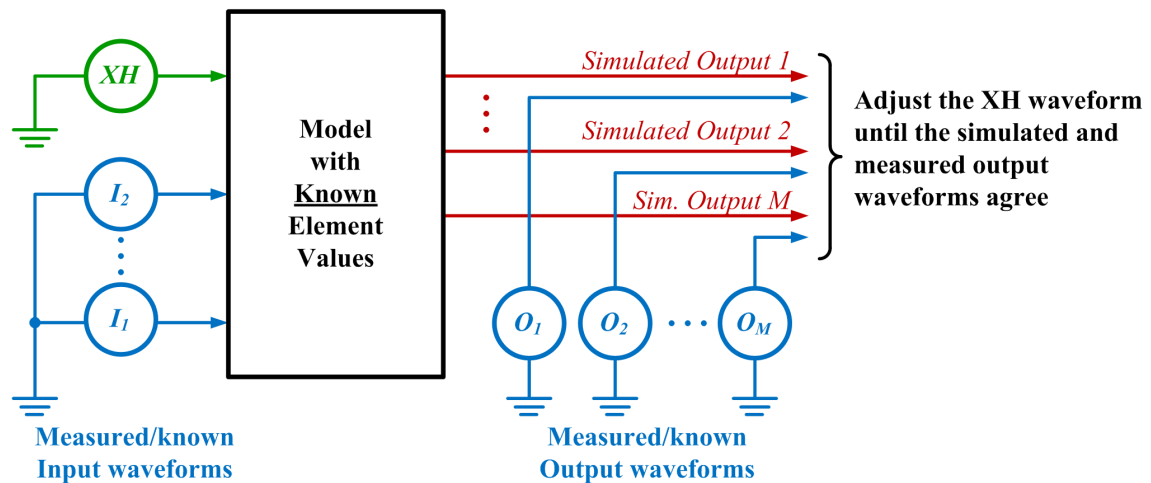 XH
I2
I1
Measured/known
Input waveforms
Model
with
Known
Element
Values
Simulated Output 1
Simulated Output 2
Sim. Output M
O1
O2
OM
Measured/known
Output waveforms
Adjust the XH waveform
until the simulated and
measured output
waveforms agree